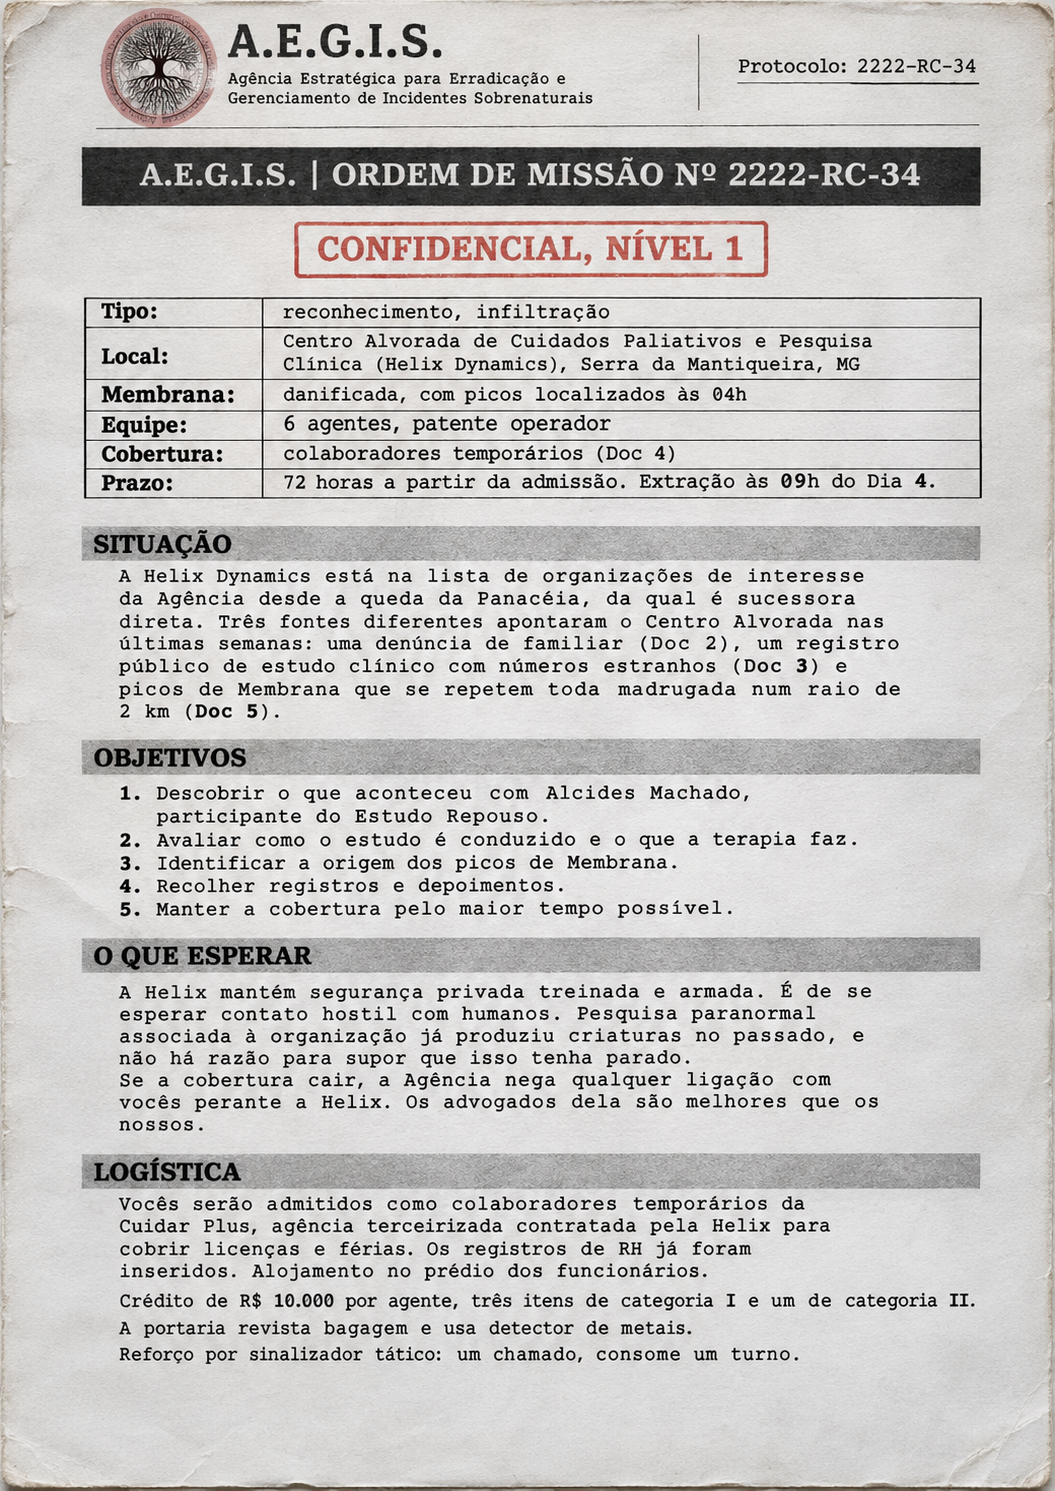 A.E.G.I.S.
Agência Estratégica para Erradicação e
Gerenciamento de Incidentes Sobrenaturais
Protocolo: 2222-RC-34
A.E.G.I.S. | ORDEM DE MISSÃO Nº 2222-RC-34
CONFIDENCIAL, NÍVEL 1
Tipo: reconhecimento, infiltração
Local: Centro Alvorada de Cuidados Paliativos e Pesquisa
Clínica (Helix Dynamics), Serra da Mantiqueira, MG
Membrana: danificada, com picos localizados às 04h
Equipe: 6 agentes, patente operador
Cobertura: colaboradores temporários (Doc 4)
Prazo: 72 horas a partir da admissão. Extração às 09h do Dia 4.
SITUAÇÃO
A Helix Dynamics está na lista de organizações de interesse
da Agência desde a queda da Panacéia, da qual é sucessora
direta. Três fontes diferentes apontaram o Centro Alvorada nas
últimas semanas: uma denúncia de familiar (Doc 2), um registro
público de estudo clínico com números estranhos (Doc 3) e
picos de Membrana que se repetem toda madrugada num raio de
2 km (Doc 5).
OBJETIVOS
1. Descobrir o que aconteceu com Alcides Machado,
participante do Estudo Repouso.
2. Avaliar como o estudo é conduzido e o que a terapia faz.
3. Identificar a origem dos picos de Membrana.
4. Recolher registros e depoimentos.
5. Manter a cobertura pelo maior tempo possível.
O QUE ESPERAR
A Helix mantém segurança privada treinada e armada. É de se
esperar contato hostil com humanos. Pesquisa paranormal
associada à organização já produziu criaturas no passado, e
não há razão para supor que isso tenha parado.
Se a cobertura cair, a Agência nega qualquer ligação com
vocês perante a Helix. Os advogados dela são melhores que os
nossos.
LOGÍSTICA
Vocês serão admitidos como colaboradores temporários da
Cuidar Plus, agência terceirizada contratada pela Helix para
cobrir licenças e férias. Os registros de RH já foram
inseridos. Alojamento no prédio dos funcionários.
Crédito de R$ 10.000 por agente, três itens de categoria I e um de categoria II.
A portaria revista bagagem e usa detector de metais.
Reforço por sinalizador tático: um chamado, consome um turno.